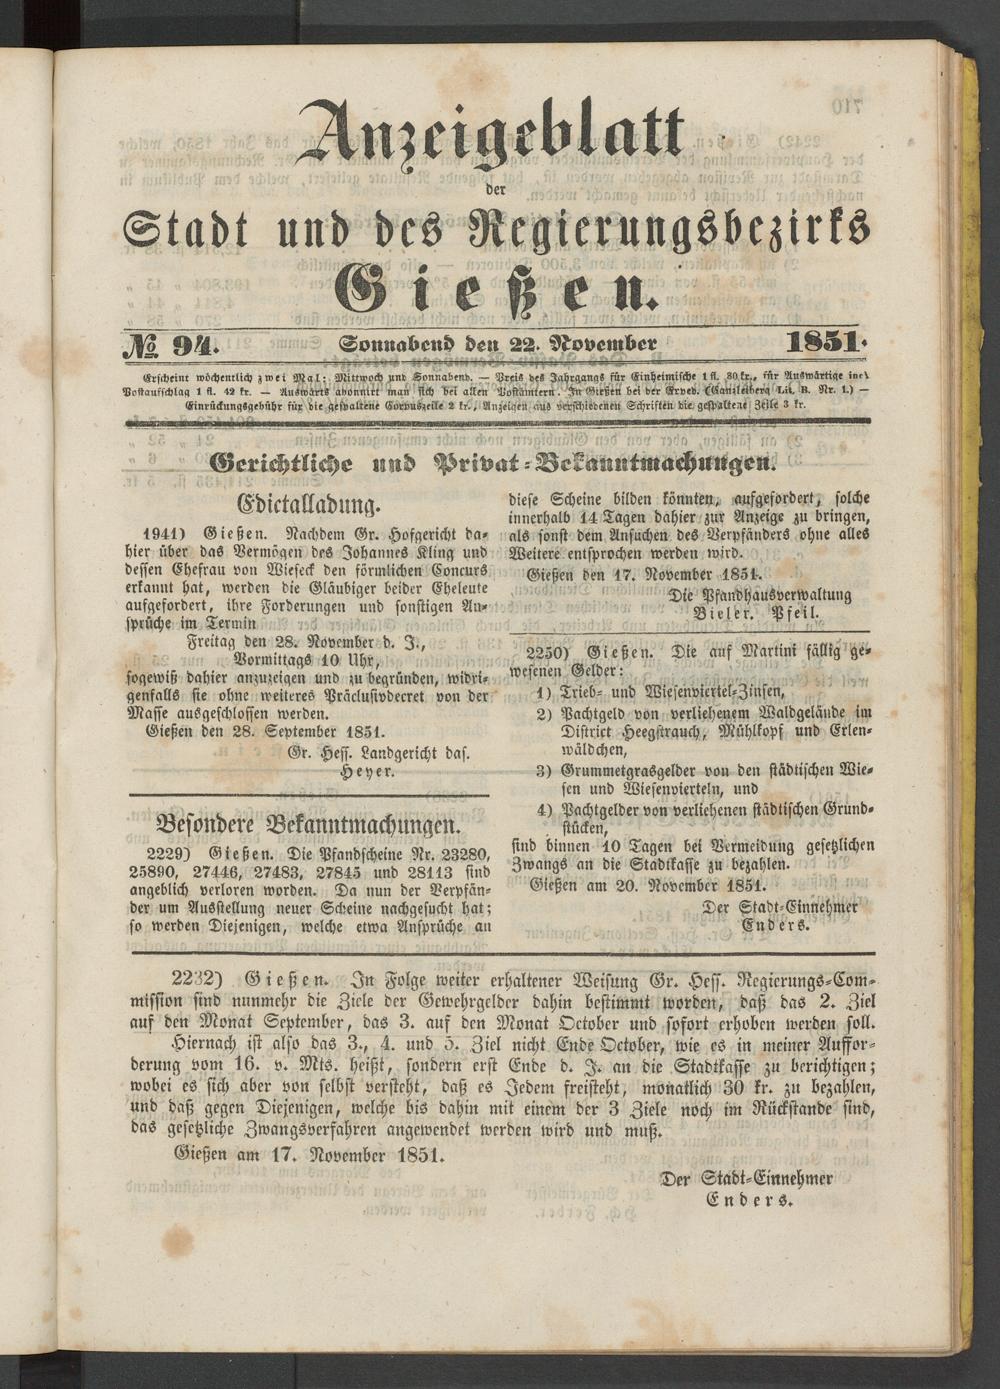 Anzeigeblatt
der
Stadt und des Regierungsbezirks
Gießen.
№ 94. Sonnabend den 22. November 1851.
Erscheint wöchentlich zwei Mal: Mittwoch und Sonnabend. — Preis des Jahrgangs für Einheimische 1 fl. 30 kr., für Auswärtige incl.
Postaufschlag 1 fl. 42 kr. — Auswärts abonnirt man sich bei allen Postämtern. In Gießen bei der Exped. (Canzleiberg Lit. B. Nr. 1.) —
Einrückungsgebühr für die gespaltene Corpuszeile 2 kr., Anzeigen aus verschiedenen Schriften die gespaltene Zeile 3 kr.
Gerichtliche und Privat-Bekanntmachungen.
Edictalladung.
1941) Gießen. Nachdem Gr. Hofgericht da-
hier über das Vermögen des Johannes Kling und
dessen Ehefrau von Wieseck den förmlichen Concurs
erkannt hat, werden die Gläubiger beider Eheleute
aufgefordert, ihre Forderungen und sonstigen An-
sprüche im Termin
Freitag den 28. November d. J.,
Vormittags 10 Uhr,
sogewiß dahier anzuzeigen und zu begründen, widri-
genfalls sie ohne weiteres Präclusivdecret von der
Masse ausgeschlossen werden.
Gießen den 28. September 1851.
Gr. Hess. Landgericht das.
Heyer.
Besondere Bekanntmachungen.
2229) Gießen. Die Pfandscheine Nr. 23280,
25890, 27446, 27483, 27845 und 28113 sind
angeblich verloren worden. Da nun der Verpfän-
der um Ausstellung neuer Scheine nachgesucht hat;
so werden Diejenigen, welche etwa Ansprüche an
diese Scheine bilden könnten, aufgefordert, solche
innerhalb 14 Tagen dahier zur Anzeige zu bringen,
als sonst dem Ansuchen des Verpfänders ohne alles
Weitere entsprochen werden wird.
Gießen den 17. November 1851.
Die Pfandhausverwaltung
Bieler. Pfeil.
2250) Gießen. Die auf Martini fällig ge-
wesenen Gelder:
1) Trieb- und Wiesenviertel-Zinsen,
2) Pachtgeld von verliehenem Waldgelände im
District Heegstrauch, Mühlkopf und Erlen-
wäldchen,
3) Grummetgrasgelder von den städtischen Wie-
sen und Wiesenvierteln, und
4) Pachtgelder von verliehenen städtischen Grund-
stücken,
sind binnen 10 Tagen bei Vermeidung gesetzlichen
Zwangs an die Stadtkasse zu bezahlen.
Gießen am 20. November 1851.
Der Stadt-Einnehmer
Enders.
2232) Gießen. In Folge weiter erhaltener Weisung Gr. Hess. Regierungs-Com-
mission sind nunmehr die Ziele der Gewehrgelder dahin bestimmt worden, daß das 2. Ziel
auf den Monat September, das 3. auf den Monat October und sofort erhoben werden soll.
Hiernach ist also das 3., 4. und 5. Ziel nicht Ende October, wie es in meiner Auffor-
derung vom 16. v. Mts. heißt, sondern erst Ende d. J. an die Stadtkasse zu berichtigen;
wobei es sich aber von selbst versteht, daß es Jedem freisteht, monatlich 30 kr. zu bezahlen,
und daß gegen Diejenigen, welche bis dahin mit einem der 3 Ziele noch im Rückstande sind,
das gesetzliche Zwangsverfahren angewendet werden wird und muß.
Gießen am 17. November 1851.
Der Stadt-Einnehmer
Enders.